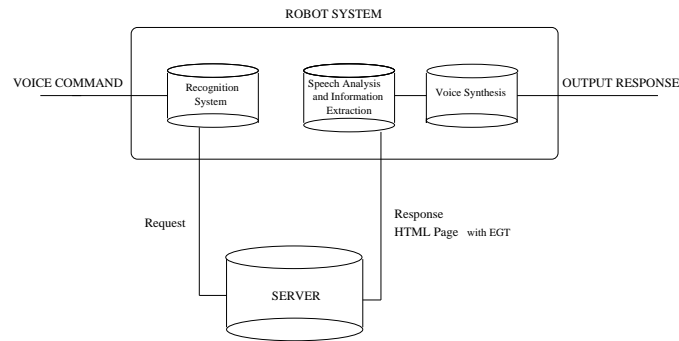 ROBOT SYSTEM
VOICE COMMAND
Recognition
System
Speech Analysis
and Information
Extraction
Voice Synthesis
OUTPUT RESPONSE
Request
Response
HTML Page with EGT
SERVER